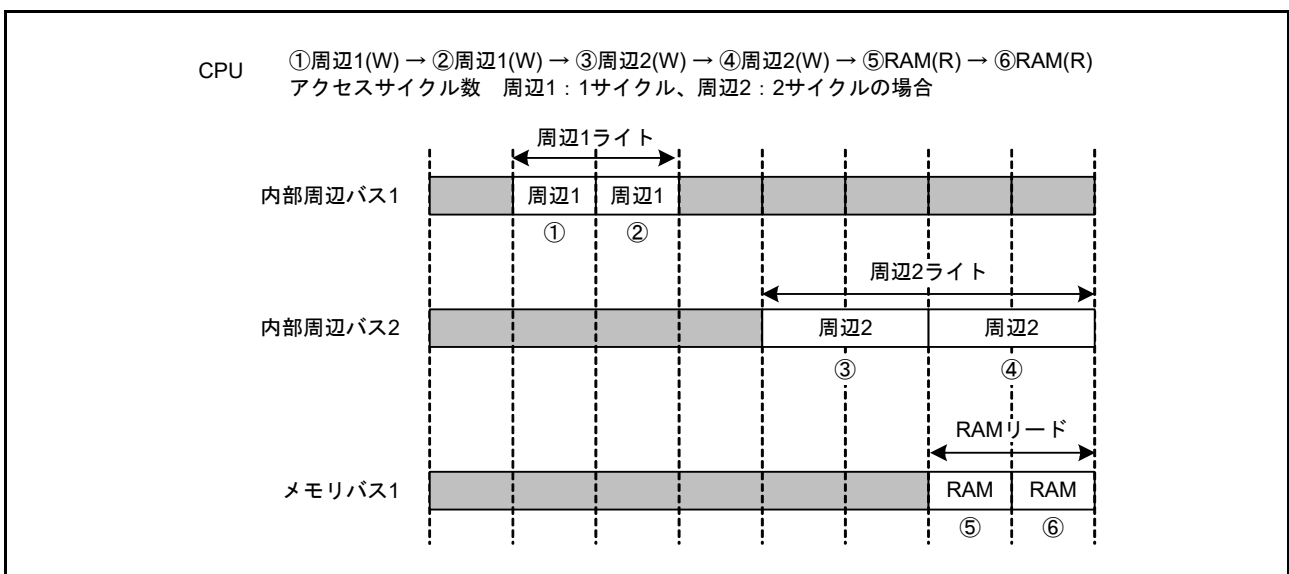 CPU ①周辺1(W) → ②周辺1(W) → ③周辺2(W) → ④周辺2(W) → ⑤RAM(R) → ⑥RAM(R)
アクセスサイクル数 周辺1：1サイクル、周辺2：2サイクルの場合
周辺1ライト
内部周辺バス1 周辺1 周辺1
① ②
周辺2ライト
内部周辺バス2 周辺2 周辺2
③ ④
RAMリード
メモリバス1 RAM RAM
⑤ ⑥